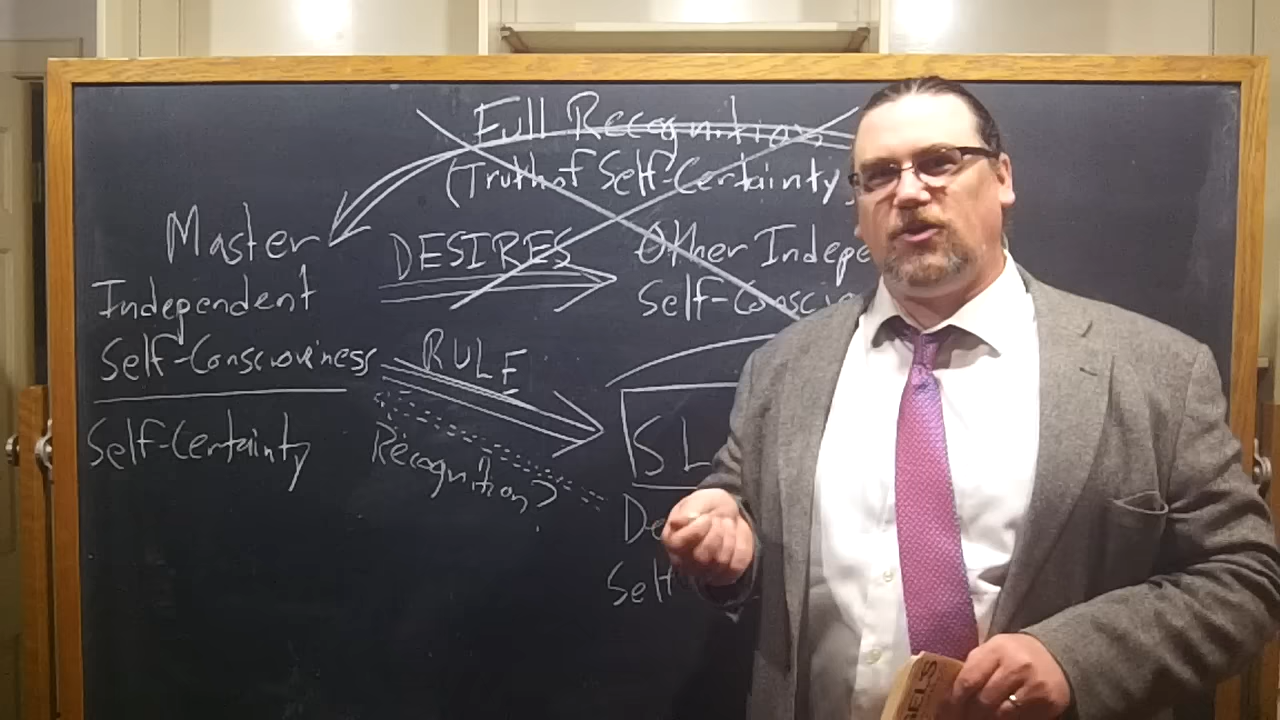 Full Recognition
(Truth of Self-Certainty
Master
DESIRES
Other Indepe
Independent
Self-Conscio
Self-Consciousness
RULE
SL
Self-Certainty
Recognition?
De
Self
GEL'S